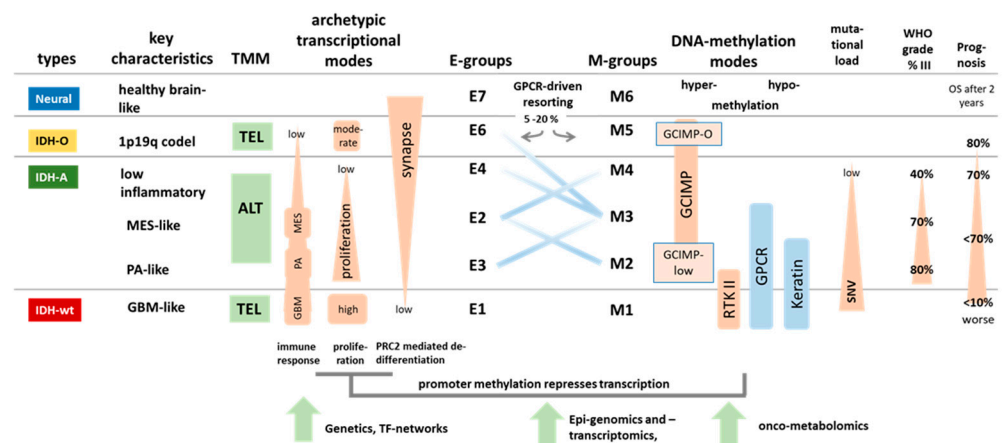 types
key
characteristics
TMM
archetypic
transcriptional
modes
E-groups
M-groups
DNA-methylation
modes
muta-
tional
load
WHO
grade
% III
Prog-
nosis
Neural
healthy brain-
like
E7
GPCR-driven
resorting
5 -20 %
M6
hyper-
hypo-
-methylation
OS after 2
years
IDH-O
1p19q codel
TEL
low
mode-
rate
synapse
E6
M5
GCIMP-O
80%
IDH-A
low
inflammatory
ALT
low
E4
M4
GCIMP
low
40%
70%
MES-like
MES
proliferation
E2
M3
GPCR
70%
<70%
PA-like
PA
E3
M2
GCIMP-
low
Keratin
80%
IDH-wt
GBM-like
TEL
GBM
high
low
E1
M1
RTK II
SNV
<10%
worse
immune
response
prolife-
ration
PRC2 mediated de-
differentiation
promoter methylation represses transcription
Genetics, TF-networks
Epi-genomics and –
transcriptomics,
onco-metabolomics